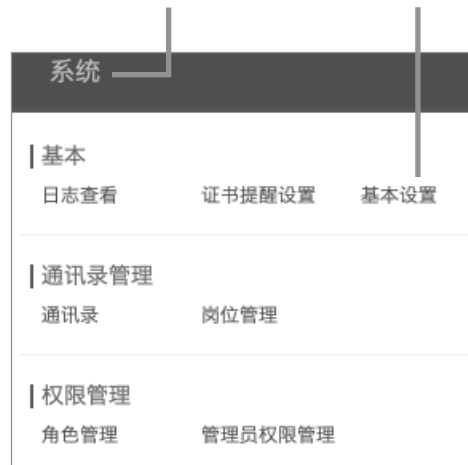 系统
基本
日志查看 证书提醒设置 基本设置
通讯录管理
通讯录 岗位管理
权限管理
角色管理 管理员权限管理